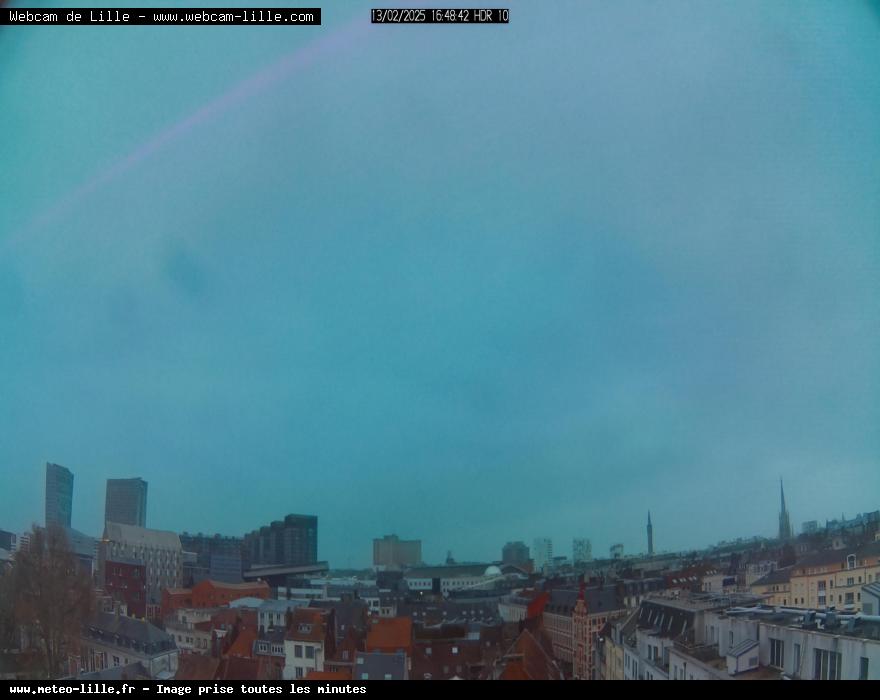 Webcam de Lille - www.webcam-lille.com
13/02/2025 16:48:42 HDR 10
www.meteo-lille.fr - Image prise toutes les minutes